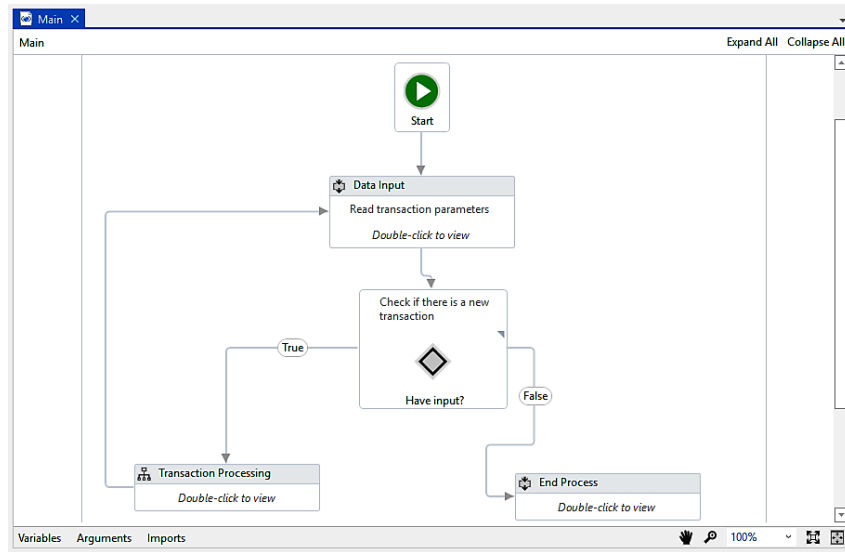 Main
Main
Expand All Collapse All
Start
Data Input
Read transaction parameters
Double-click to view
Check if there is a new
transaction
True
Have input?
False
Transaction Processing
Double-click to view
End Process
Double-click to view
Variables Arguments Imports
100%